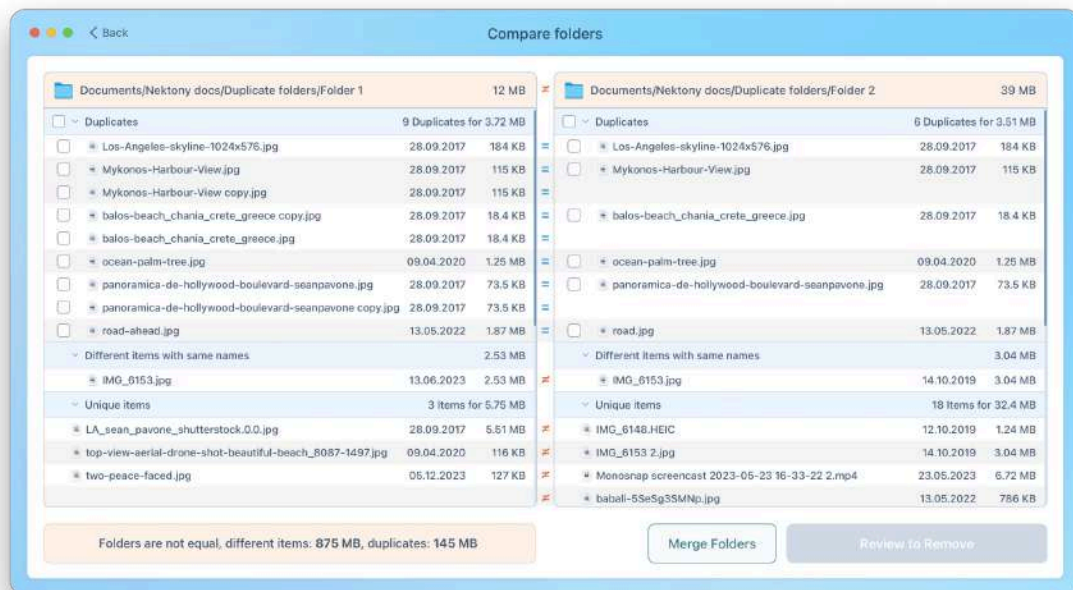 Back
Compare folders
Documents/Nektony docs/Duplicate folders/Folder 1 12 MB ≠ Documents/Nektony docs/Duplicate folders/Folder 2 39 MB
Duplicates 9 Duplicates for 3.72 MB Duplicates 6 Duplicates for 3.51 MB
Los-Angeles-skyline-1024x576.jpg 28.09.2017 184 KB = Los-Angeles-skyline-1024x576.jpg 28.09.2017 184 KB
Mykonos-Harbour-View.jpg 28.09.2017 115 KB = Mykonos-Harbour-View.jpg 28.09.2017 115 KB
Mykonos-Harbour-View copy.jpg 28.09.2017 115 KB =
balos-beach_chania_crete_greece copy.jpg 28.09.2017 18.4 KB = balos-beach_chania_crete_greece.jpg 28.09.2017 18.4 KB
balos-beach_chania_crete_greece.jpg 28.09.2017 18.4 KB =
ocean-palm-tree.jpg 09.04.2020 1.25 MB = ocean-palm-tree.jpg 09.04.2020 1.25 MB
panoramica-de-hollywood-boulevard-seanpavone.jpg 28.09.2017 73.5 KB = panoramica-de-hollywood-boulevard-seanpavone.jpg 28.09.2017 73.5 KB
panoramica-de-hollywood-boulevard-seanpavone copy.jpg 28.09.2017 73.5 KB =
road-ahead.jpg 13.05.2022 1.87 MB = road.jpg 13.05.2022 1.87 MB
Different items with same names 2.53 MB Different items with same names 3.04 MB
IMG_6153.jpg 13.06.2023 2.53 MB ≠ IMG_6153.jpg 14.10.2019 3.04 MB
Unique items 3 Items for 5.75 MB Unique items 18 Items for 32.4 MB
LA_sean_pavone_shutterstock.0.0.jpg 28.09.2017 5.51 MB ≠ IMG_6148.HEIC 12.10.2019 1.24 MB
top-view-aerial-drone-shot-beautiful-beach_8087-1497.jpg 09.04.2020 116 KB ≠ IMG_6153 2.jpg 14.10.2019 3.04 MB
two-peace-faced.jpg 05.12.2023 127 KB ≠ Monosnap screencast 2023-05-23 16-33-22 2.mp4 23.05.2023 6.72 MB
≠ babali-5SeSg3SMNp.jpg 13.05.2022 786 KB
Folders are not equal, different items: 875 MB, duplicates: 145 MB
Merge Folders
Review to Remove